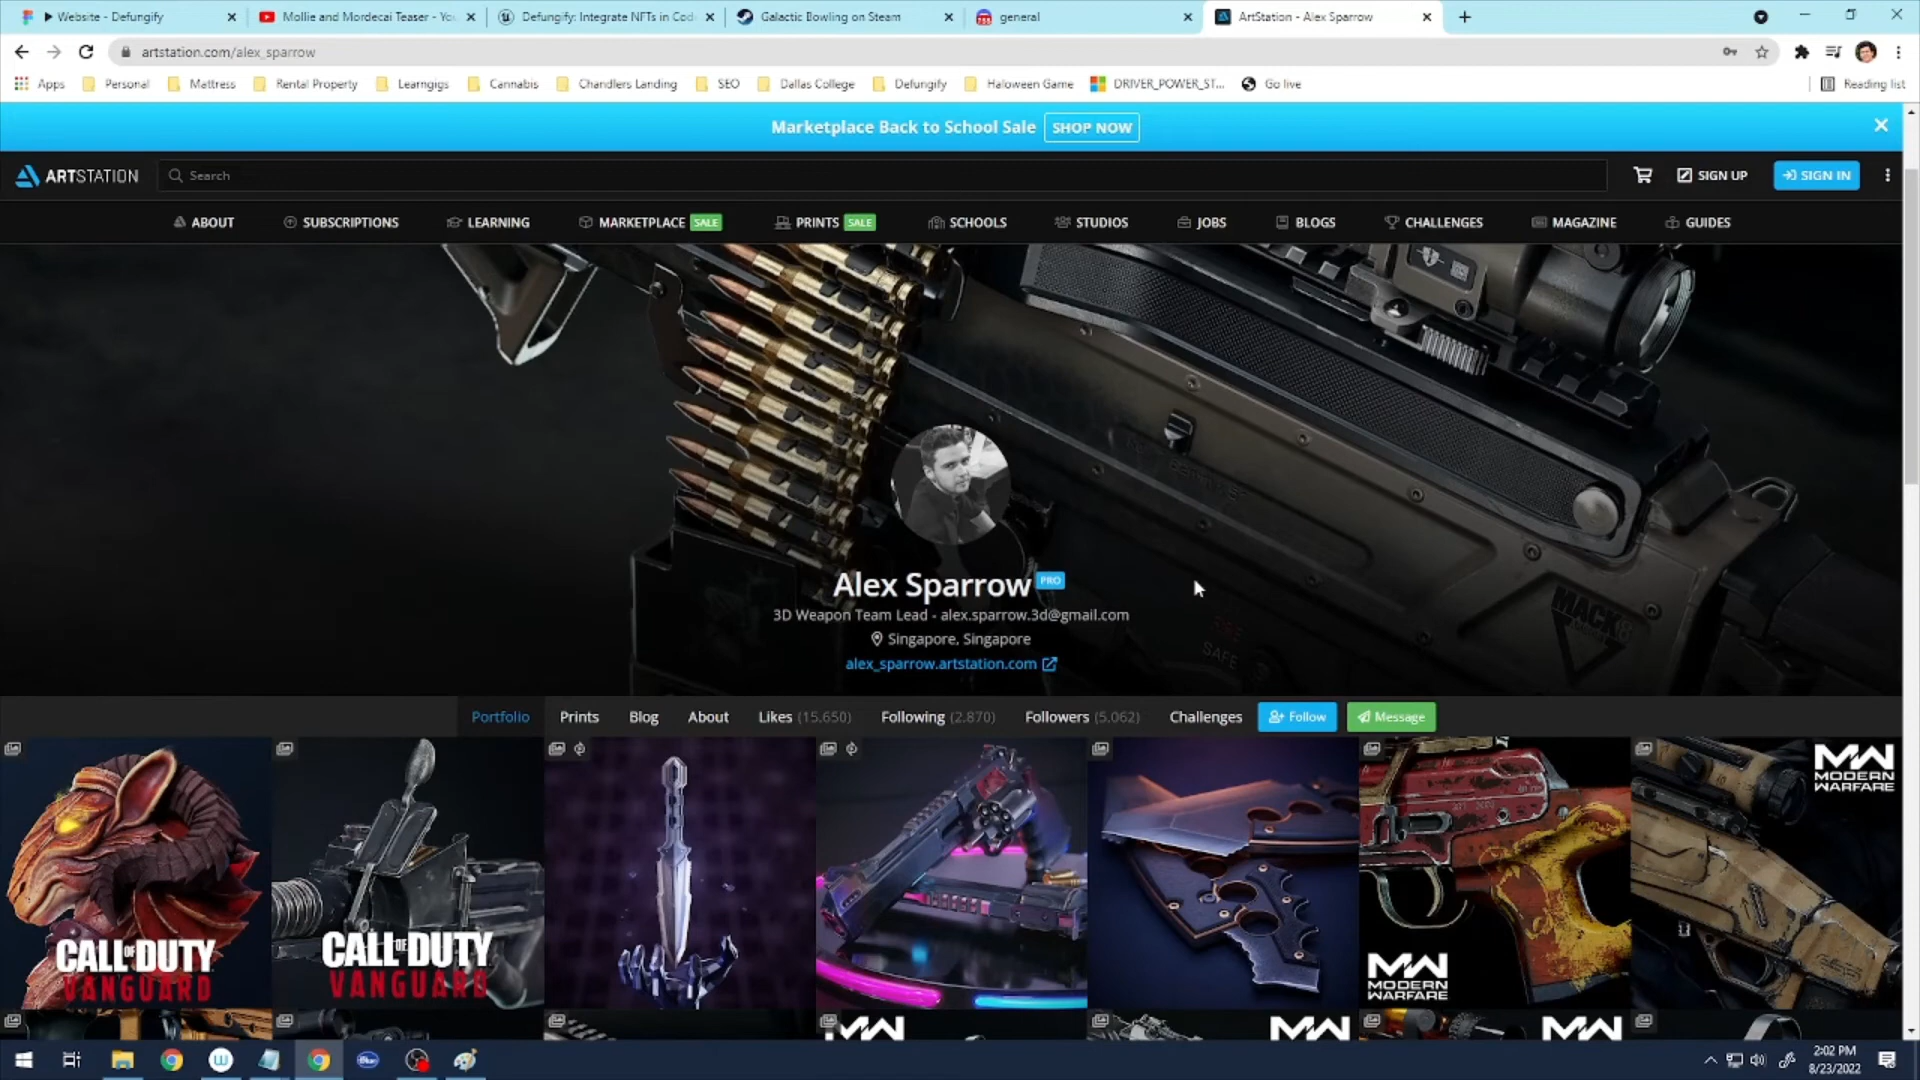 Website - Defungify
Mollie and Mordecai Teaser - Yo
Defungify: Integrate NFTs in Cod
Galactic Bowling on Steam
general
ArtStation - Alex Sparrow
artstation.com/alex_sparrow
Apps
Personal
Mattress
Rental Property
Learngigs
Cannabis
Chandlers Landing
SEO
Dallas College
Defungify
Haloween Game
DRIVER_POWER_ST...
Go live
Reading list
Marketplace Back to School Sale SHOP NOW
ARTSTATION
Search
SIGN UP
SIGN IN
ABOUT
SUBSCRIPTIONS
LEARNING
MARKETPLACE SALE
PRINTS SALE
SCHOOLS
STUDIOS
JOBS
BLOGS
CHALLENGES
MAGAZINE
GUIDES
Alex Sparrow PRO
3D Weapon Team Lead - alex.sparrow.3d@gmail.com
Singapore, Singapore
alex_sparrow.artstation.com
SAFE
Portfolio
Prints
Blog
About
Likes (15,650)
Following (2,870)
Followers (5,062)
Challenges
Follow
Message
CALL OF DUTY
VANGUARD
CALL OF DUTY
VANGUARD
MW
MODERN
WARFARE
MW
MODERN
WARFARE
MW
MW
MW
2:02 PM
8/23/2022